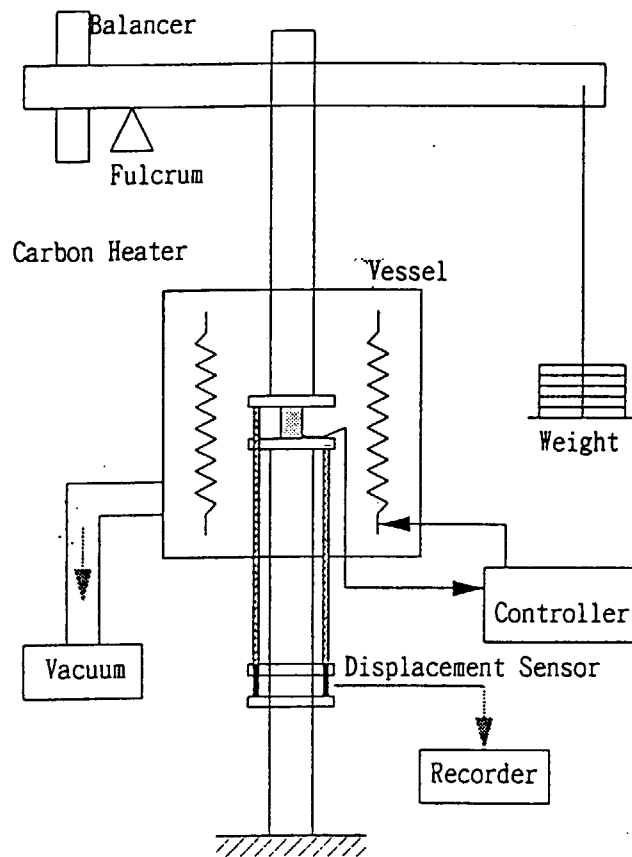 Balancer
Fulcrum
Carbon Heater
Vessel
Weight
Controller
Vacuum
Displacement Sensor
Recorder